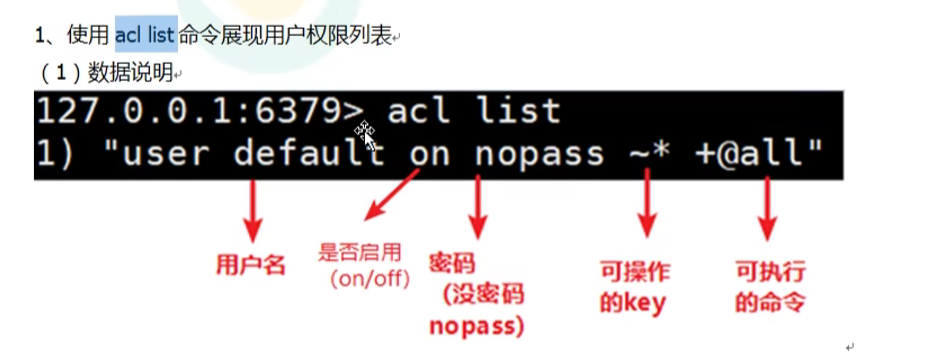 1、使用 acl list 命令展现用户权限列表
（1）数据说明
127.0.0.1:6379> acl list
1) "user default on nopass ~* +@all"
用户名
是否启用
（on/off）
密码
（没密码
nopass）
可操作
的key
可执行
的命令